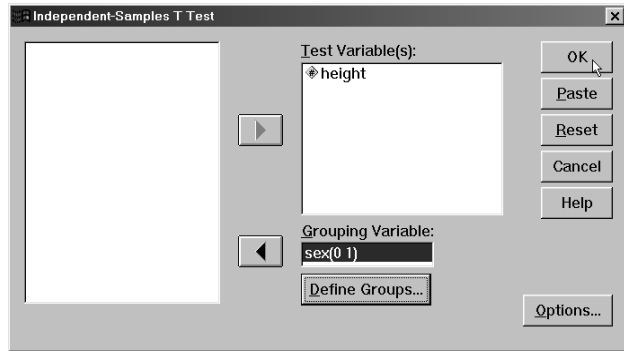 Independent-Samples T Test
Test Variable(s):
height
OK
Paste
Reset
Cancel
Help
Grouping Variable:
sex(0 1)
Define Groups...
Options...